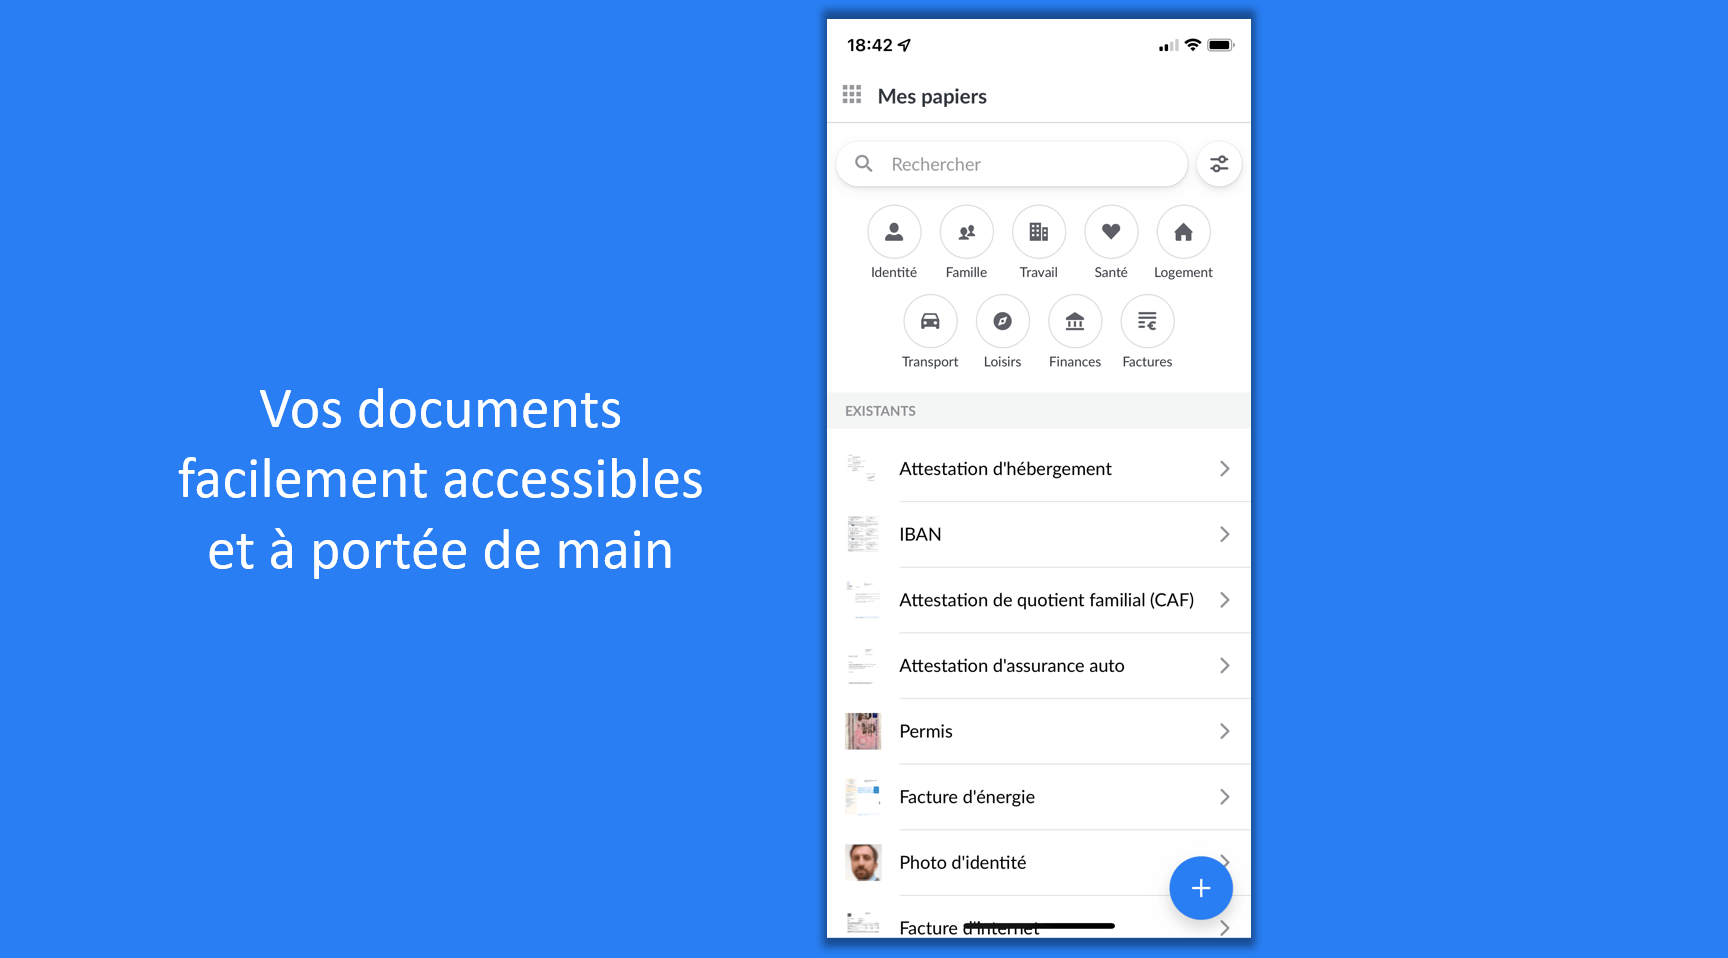 Vos documents
facilement accessibles
et à portée de main
18:42
Mes papiers
Rechercher
Identité Famille Travail Santé Logement
Transport Loisirs Finances Factures
EXISTANTS
Attestation d'hébergement
IBAN
Attestation de quotient familial (CAF)
Attestation d'assurance auto
Permis
Facture d'énergie
Photo d'identité
Facture d'internet